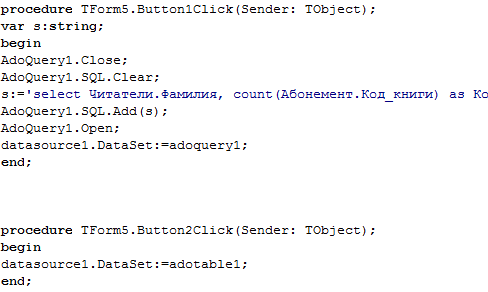 procedure TForm5.Button1Click(Sender: TObject);
var s:string;
begin
AdoQuery1.Close;
AdoQuery1.SQL.Clear;
s:='select Читатели.Фамилия, count(Абонемент.Код_книги) as Ко
AdoQuery1.SQL.Add(s);
AdoQuery1.Open;
datasource1.DataSet:=adoquery1;
end;
procedure TForm5.Button2Click(Sender: TObject);
begin
datasource1.DataSet:=adotable1;
end;